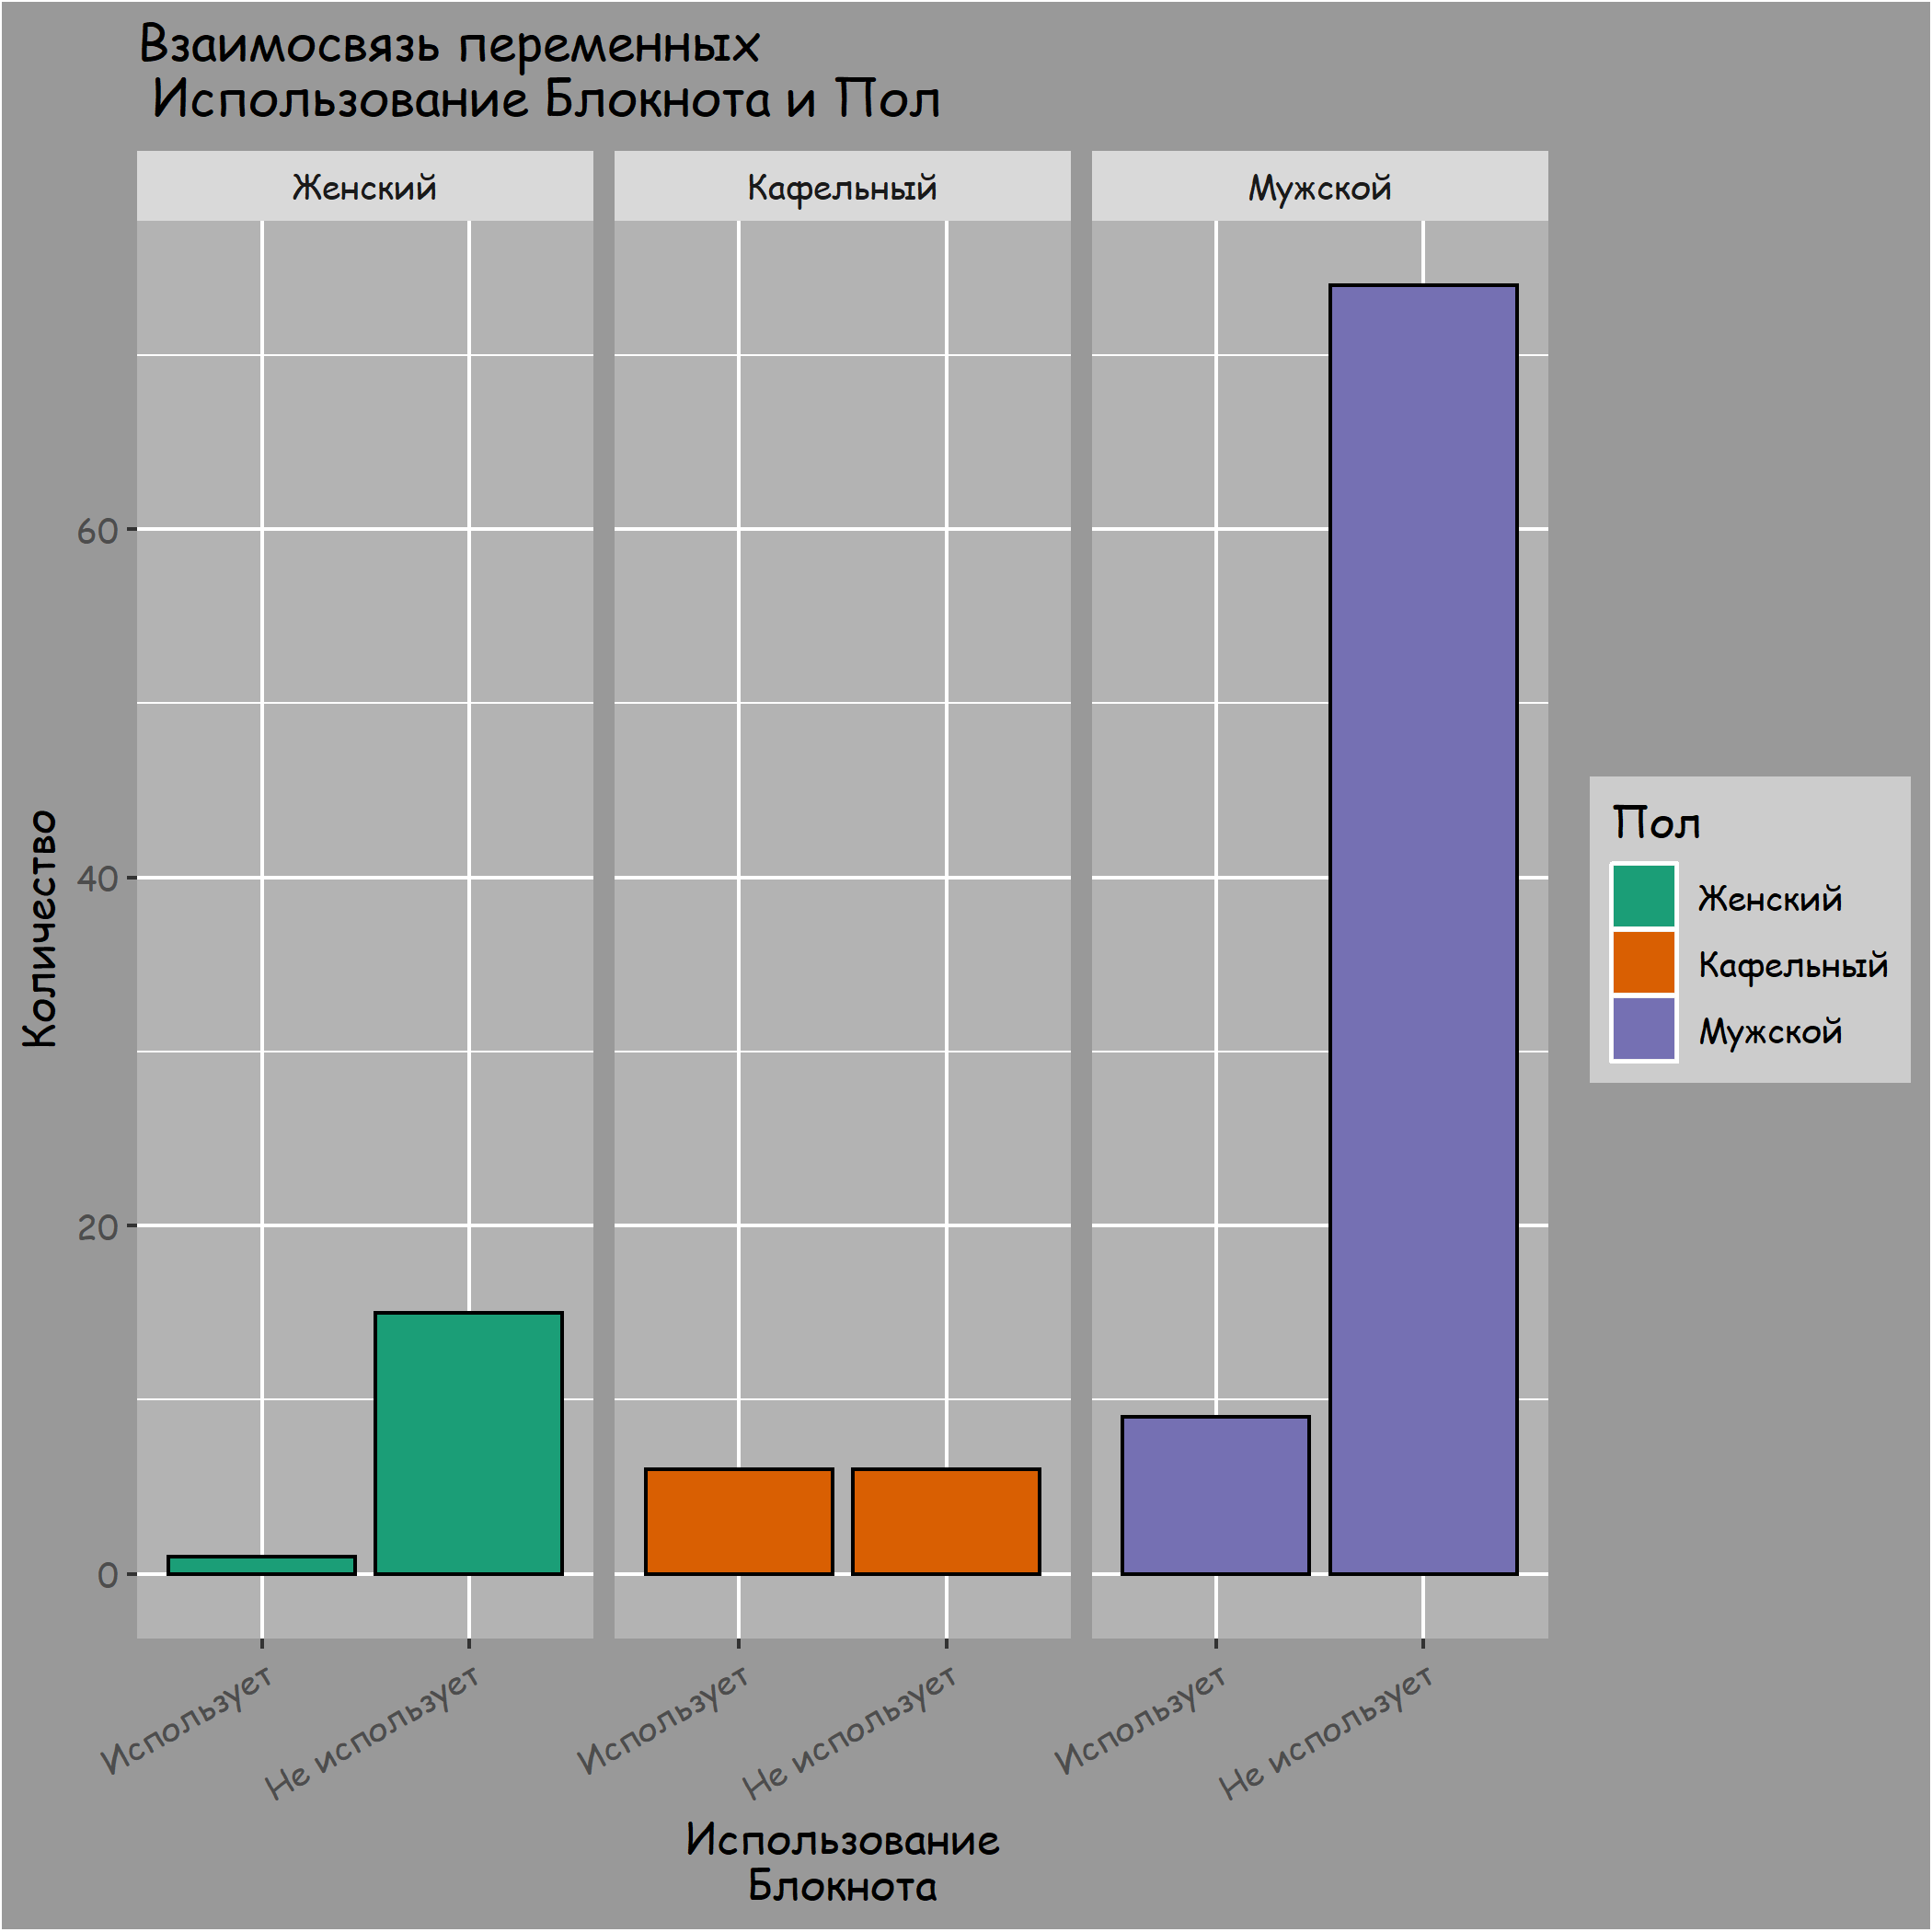 Взаимосвязь переменных
Использование Блокнота и Пол
Женский
Кафельный
Мужской
60
40
20
0
Количество
Использует
Не использует
Использует
Не использует
Использует
Не использует
Использование
Блокнота
Пол
Женский
Кафельный
Мужской